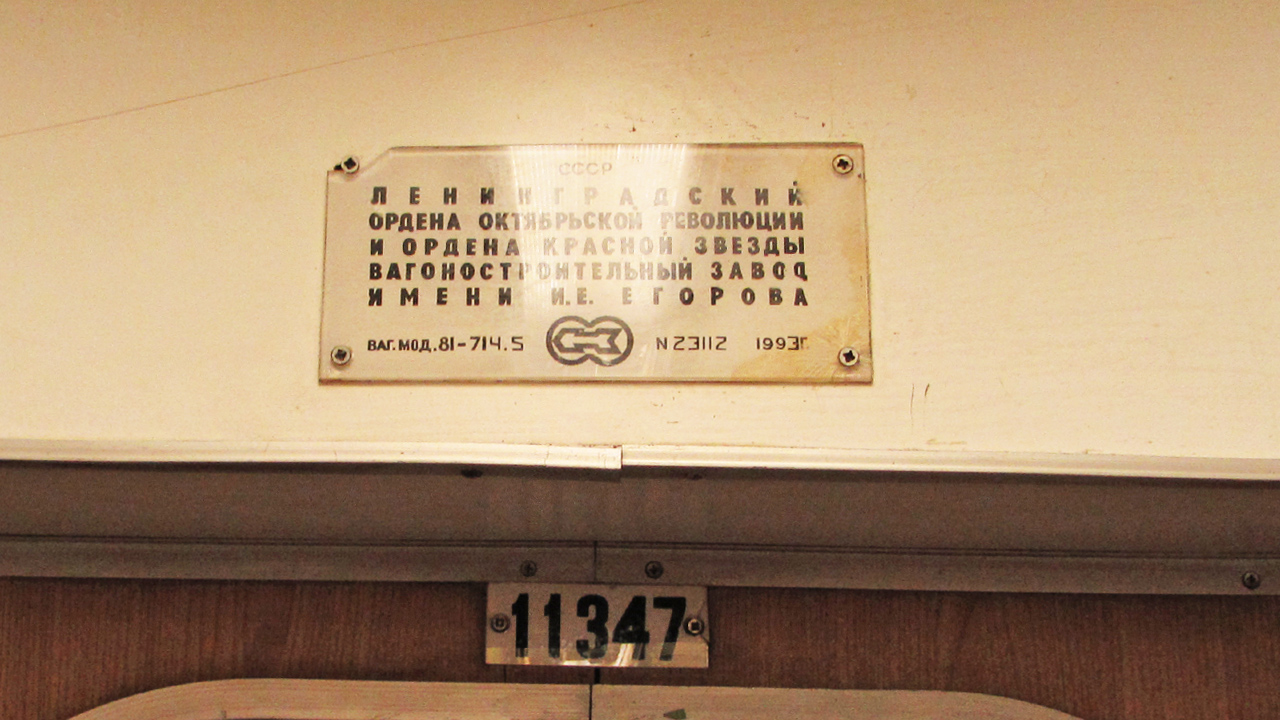 СССР
ЛЕНИНГРАДСКИЙ
ОРДЕНА ОКТЯБРЬСКОЙ РЕВОЛЮЦИИ
И ОРДЕНА КРАСНОЙ ЗВЕЗДЫ
ВАГОНОСТРОИТЕЛЬНЫЙ ЗАВОД
ИМЕНИ И.Е. ЕГОРОВА
ВАГ.МОД.81-714.5 N23112 1993Г.
11347